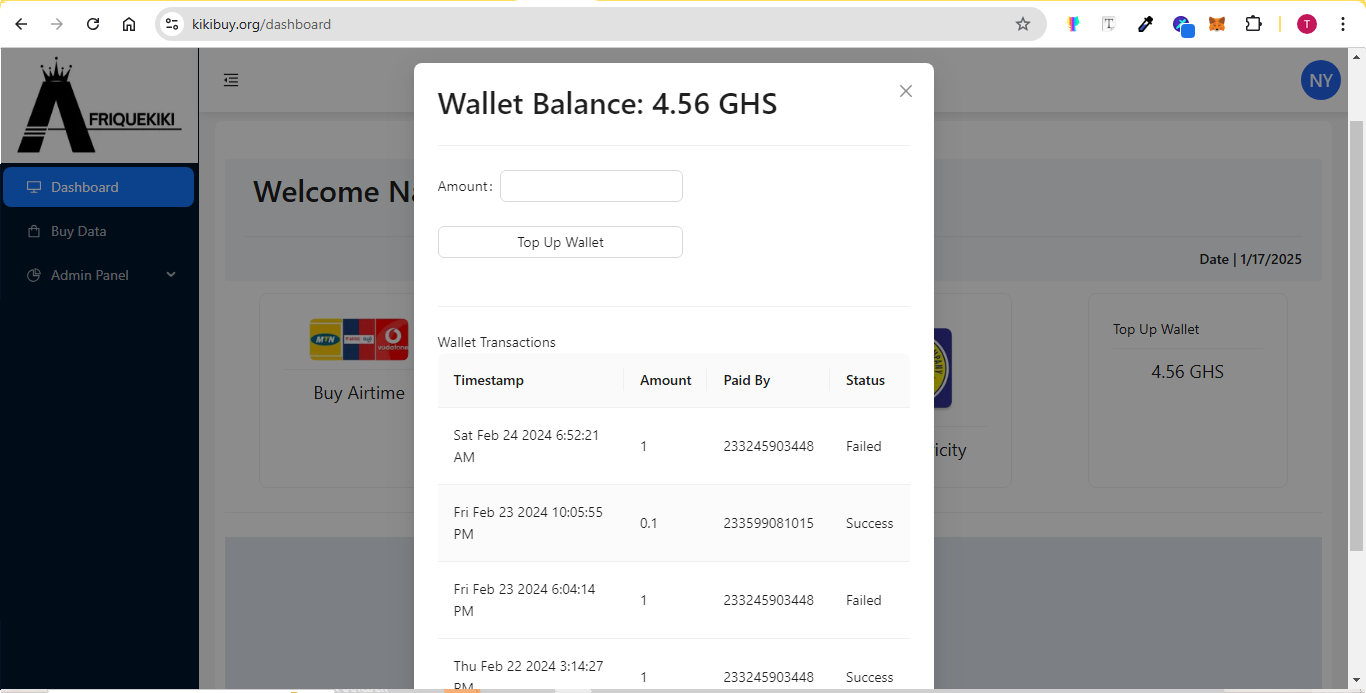 kikibuy.org/dashboard
T
T
FRIQUEKIKI
NY
Dashboard
Buy Data
Admin Panel
Welcome Na
Date | 1/17/2025
MTN
vodafone
Buy Airtime
COMPANY
icity
Top Up Wallet
4.56 GHS
Wallet Balance: 4.56 GHS
Amount:
Top Up Wallet
Wallet Transactions
Timestamp Amount Paid By Status
Sat Feb 24 2024 6:52:21
AM
1 233245903448 Failed
Fri Feb 23 2024 10:05:55
PM
0.1 233599081015 Success
Fri Feb 23 2024 6:04:14
PM
1 233245903448 Failed
Thu Feb 22 2024 3:14:27
PM
1 233245903448 Success